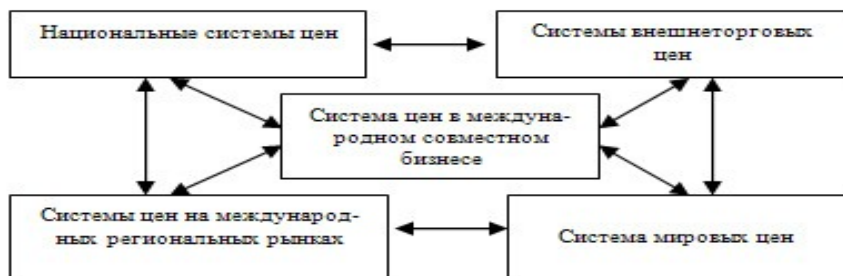 Национальные системы цен
Системы внешнеторговых
цен
Система цен в междуна-
родном совместном
бизнесе
Системы цен на международ-
ных региональных рынках
Система мировых цен